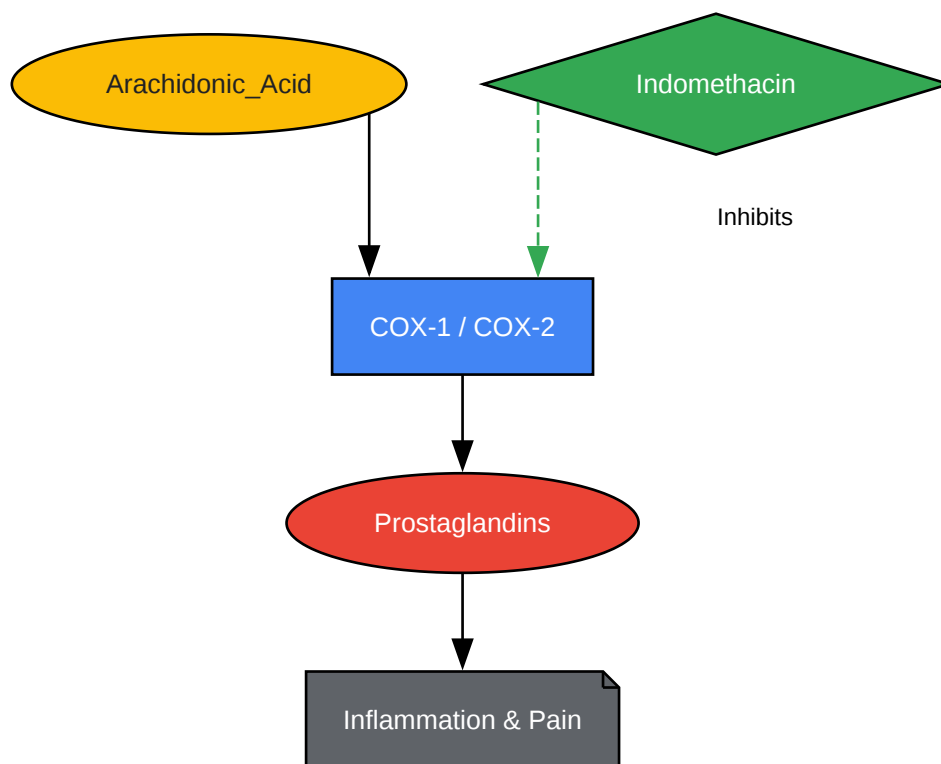 Arachidonic_Acid
Indomethacin
Inhibits
COX-1 / COX-2
Prostaglandins
Inflammation & Pain